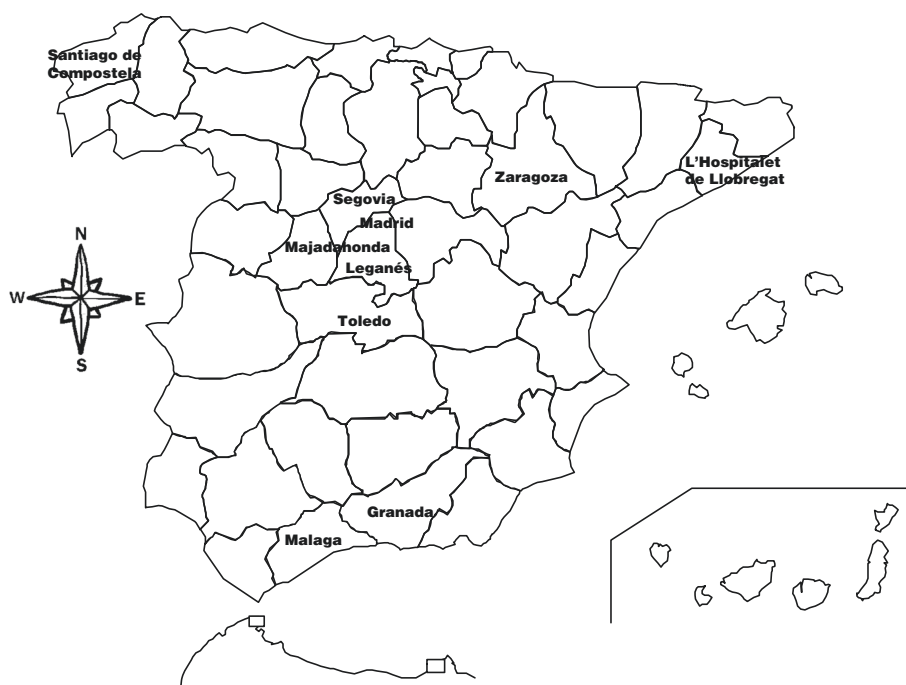 Santiago de
Compostela
L'Hospitalet
de Llobregat
Zaragoza
Segovia
Madrid
Majadahonda
Leganés
N
W
E
S
Toledo
Granada
Malaga